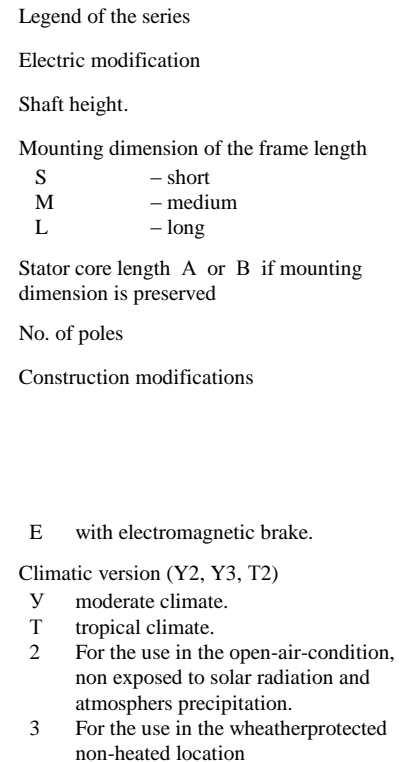 Legend of the series
Electric modification
Shaft height.
Mounting dimension of the frame length
S – short
M – medium
L – long
Stator core length A or B if mounting
dimension is preserved
No. of poles
Construction modifications
E with electromagnetic brake.
Climatic version (Y2, Y3, T2)
У moderate climate.
T tropical climate.
2 For the use in the open-air-condition,
non exposed to solar radiation and
atmosphers precipitation.
3 For the use in the wheatherprotected
non-heated location